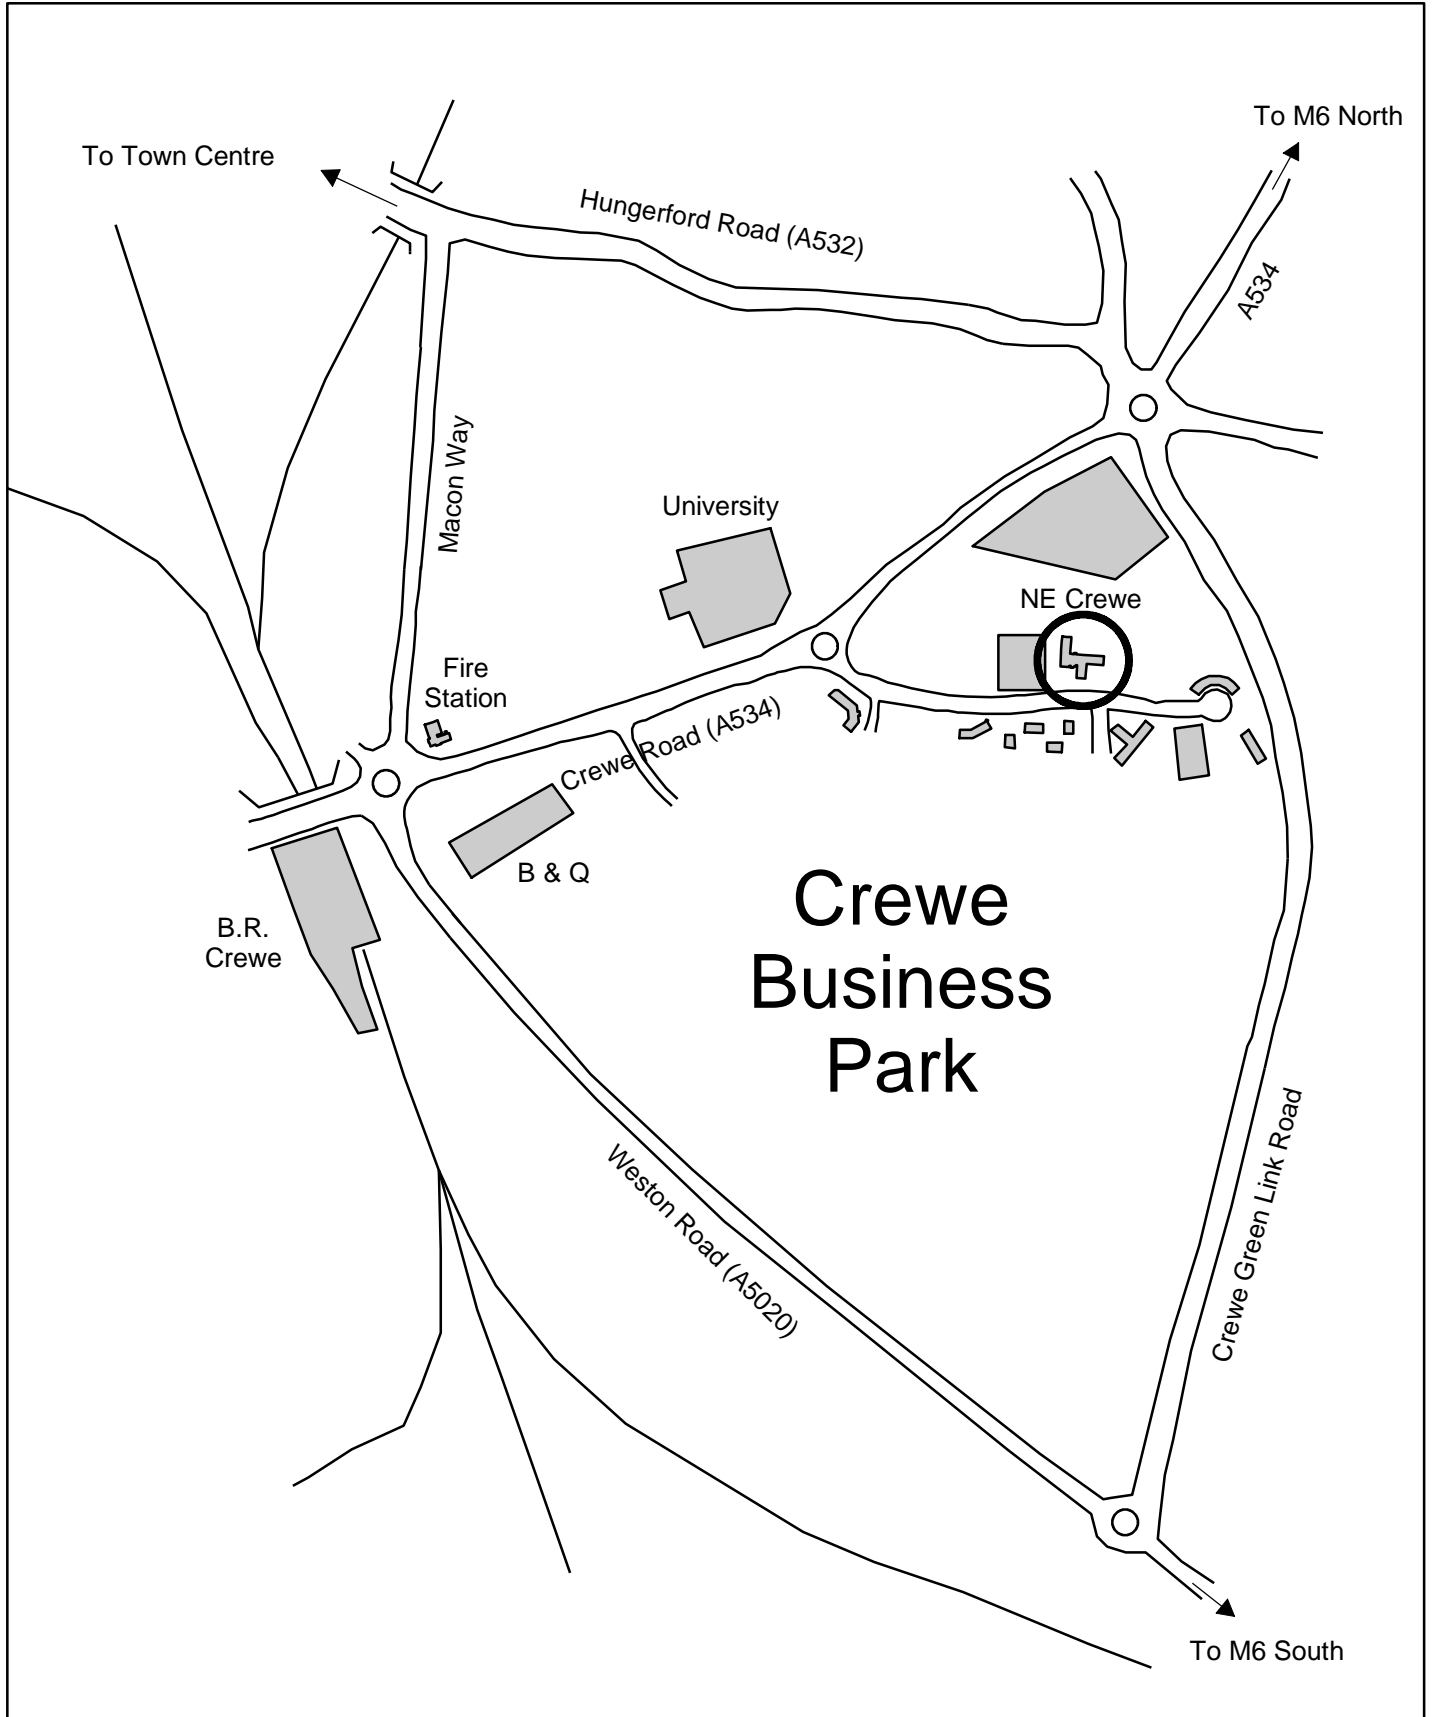 To M6 North
To Town Centre
Hungerford Road (A532)
A534
Macon Way
University
NE Crewe
Fire
Station
Crewe Road (A534)
B & Q
B.R.
Crewe
Crewe
Business
Park
Weston Road (A5020)
Crewe Green Link Road
To M6 South